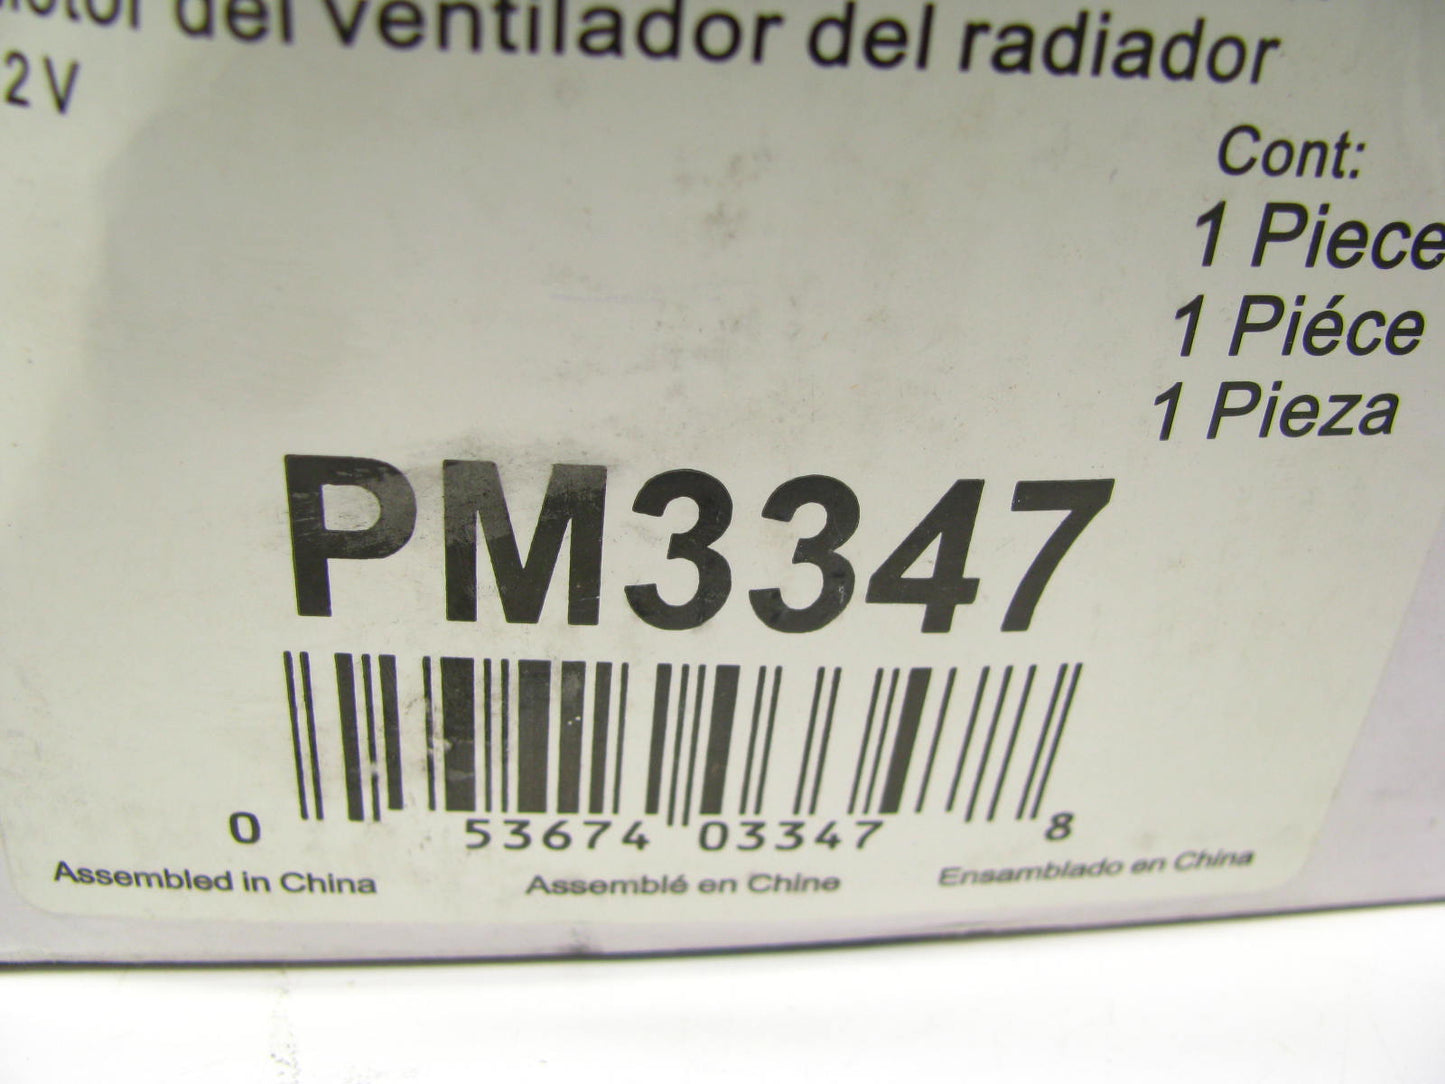 del ventilador del radiador
2V
Cont:
1 Piece
1 Piéce
1 Pieza
PM3347
0 53674 03347 8
Assembled in China Assemblé en Chine Ensamblado en China